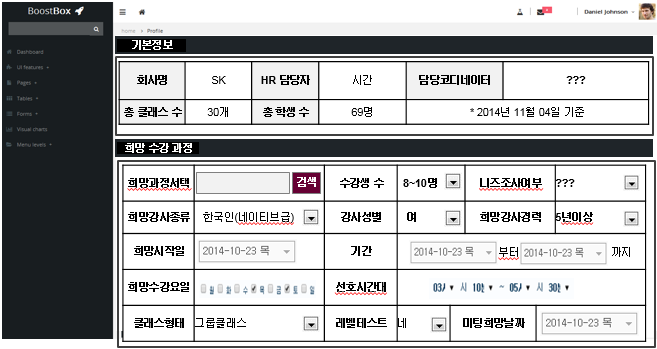 BoostBox
Daniel Johnson
home > Profile
Dashboard
UI features
Pages
Tables
Forms
Visual charts
Menu levels
기본정보
회사명 SK HR 담당자 시간 담당코디네이터 ???
총 클래스 수 30개 총 학생 수 69명 * 2014년 11월 04일 기준
희망 수강 과정
희망과정서택 검색 수강생 수 8~10명 니즈조사여부 ???
희망강사종류 한국인(네이티브급) 강사성별 여 희망강사경력 5년이상
희망시작일 2014-10-23 목 기간 2014-10-23 목 부터 2014-10-23 목 까지
희망수강요일 월 화 수 목 금 토 일 선호시간대 03시 10분 ~ 05시 30분
클래스형태 그룹클래스 레벨테스트 네 미팅희망날짜 2014-10-23 목